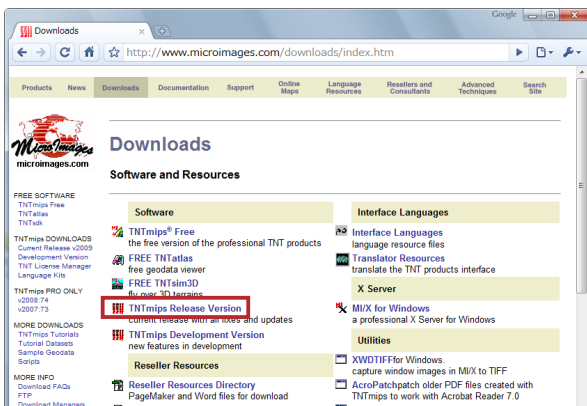 Google
Downloads
http://www.microimages.com/downloads/index.htm
Products News Downloads Documentation Support Online Maps Language Resources Resellers and Consultants Advanced Techniques Search Site
MicroImages
microimages.com
Downloads
Software and Resources
FREE SOFTWARE
TNTmips Free
TNTatlas
TNTsdk
TNTmips DOWNLOADS
Current Release v2009
Development Version
TNT License Manager
Language Kits
TNTmips PRO ONLY
v2008:74
v2007:73
MORE DOWNLOADS
TNTmips Tutorials
Tutorial Datasets
Sample Geodata
Scripts
MORE INFO
Download FAQs
FTP
Download Managers
Software
TNTmips® Free
the free version of the professional TNT products
FREE TNTatlas
free geodata viewer
FREE TNTsim3D
fly over 3D terrains
TNTmips Release Version
current release with all fixes and updates
TNTmips Development Version
new features in development
Reseller Resources
Reseller Resources Directory
PageMaker and Word files for download
Interface Languages
Interface Languages
language resource files
Translator Resources
translate the TNT products interface
X Server
MI/X for Windows
a professional X Server for Windows
Utilities
XWDTIFFfor Windows.
capture window images in MI/X to TIFF
AcroPatchpatch older PDF files created with
TNTmips to work with Acrobat Reader 7.0